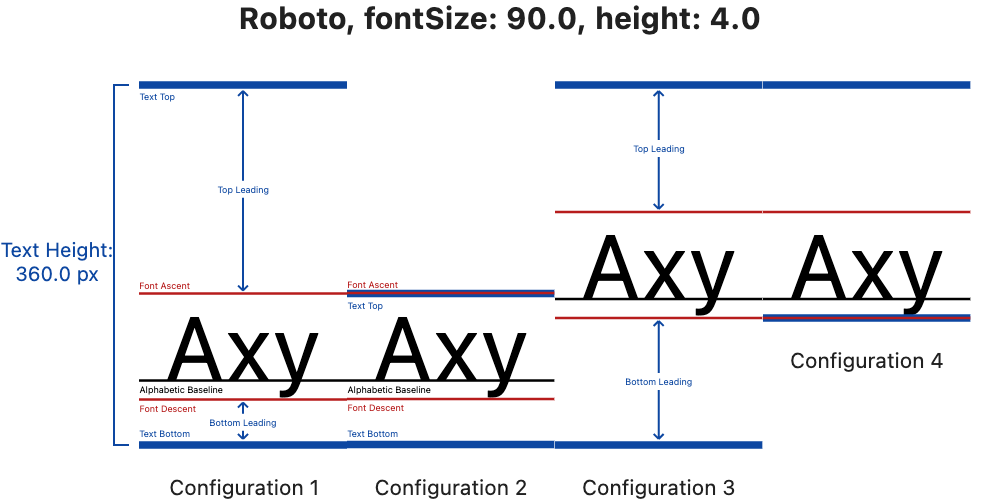 Roboto, fontSize: 90.0, height: 4.0
Text Top
Top Leading
Top Leading
Text Height:
360.0 px
Font Ascent
Font Ascent
Text Top
Axy
Axy
Axy
Axy
Alphabetic Baseline
Alphabetic Baseline
Font Descent
Font Descent
Bottom Leading
Bottom Leading
Text Bottom
Text Bottom
Configuration 4
Configuration 1
Configuration 2
Configuration 3